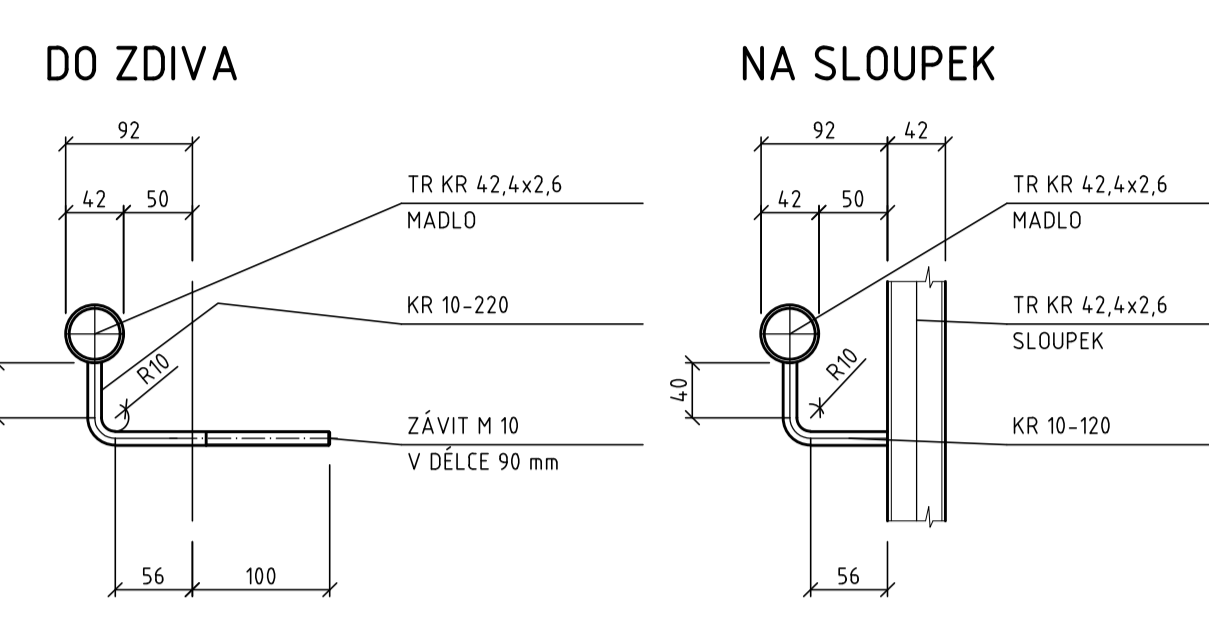 DO ZDIVA
92
42
50
TR KR 42,4x2,6
MADLO
KR 10-220
R10
ZÁVIT M 10
V DÉLCE 90 mm
56
100
NA SLOUPEK
92
42
42
50
TR KR 42,4x2,6
MADLO
TR KR 42,4x2,6
SLOUPEK
R10
40
KR 10-120
56